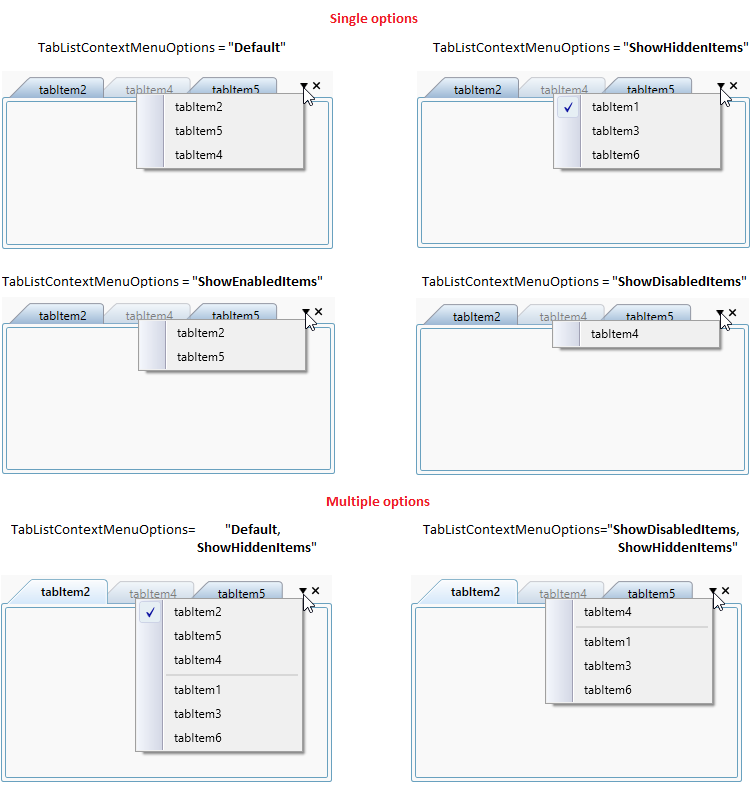 Single options
TabListContextMenuOptions = "Default"
tabItem2 tabItem4 tabItem5
tabItem2
tabItem5
tabItem4
TabListContextMenuOptions = "ShowHiddenItems"
tabItem2 tabItem4 tabItem5
tabItem1
tabItem3
tabItem6
TabListContextMenuOptions = "ShowEnabledItems"
tabItem2 tabItem4 tabItem5
tabItem2
tabItem5
TabListContextMenuOptions = "ShowDisabledItems"
tabItem2 tabItem4 tabItem5
tabItem4
Multiple options
TabListContextMenuOptions= "Default,
ShowHiddenItems"
tabItem2 tabItem4 tabItem5
tabItem2
tabItem5
tabItem4
tabItem1
tabItem3
tabItem6
TabListContextMenuOptions="ShowDisabledItems,
ShowHiddenItems"
tabItem2 tabItem4 tabItem5
tabItem4
tabItem1
tabItem3
tabItem6